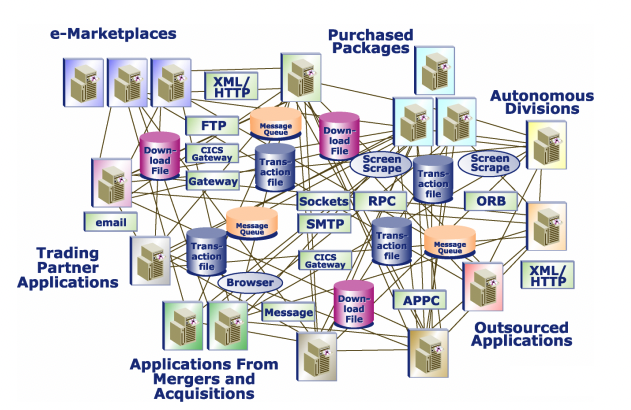 e-Marketplaces
Purchased
Packages
Autonomous
Divisions
XML/
HTTP
FTP
Message
Queue
Down-
load
File
Down-
load
File
CICS
Gateway
Trans-
action
file
Screen
Scrape
Screen
Scrape
Trans-
action
file
Gateway
Sockets
RPC
ORB
email
SMTP
Message
Queue
Trans-
action
file
Trans-
action
file
Message
Queue
Trading
Partner
Applications
CICS
Gateway
XML/
HTTP
Browser
Down-
load
File
APPC
Message
Outsourced
Applications
Applications From
Mergers and
Acquisitions